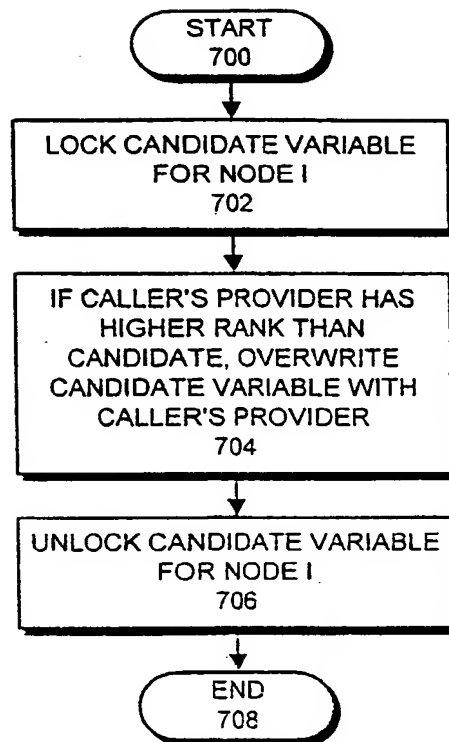 START
700
LOCK CANDIDATE VARIABLE
FOR NODE I
702
IF CALLER'S PROVIDER HAS
HIGHER RANK THAN
CANDIDATE, OVERWRITE
CANDIDATE VARIABLE WITH
CALLER'S PROVIDER
704
UNLOCK CANDIDATE VARIABLE
FOR NODE I
706
END
708